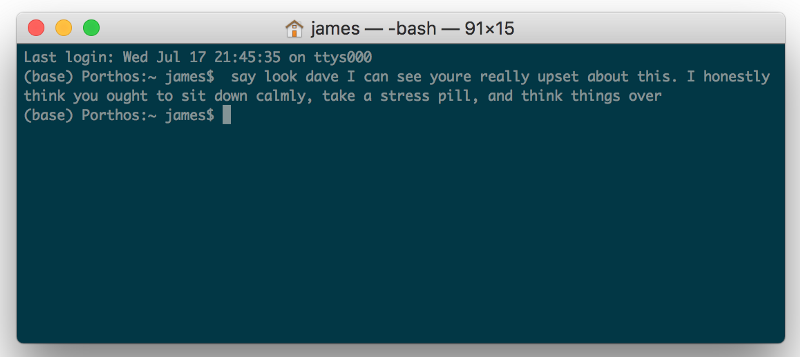 james — -bash — 91×15
Last login: Wed Jul 17 21:45:35 on ttys000
(base) Porthos:~ james$  say look dave I can see youre really upset about this. I honestly
think you ought to sit down calmly, take a stress pill, and think things over
(base) Porthos:~ james$